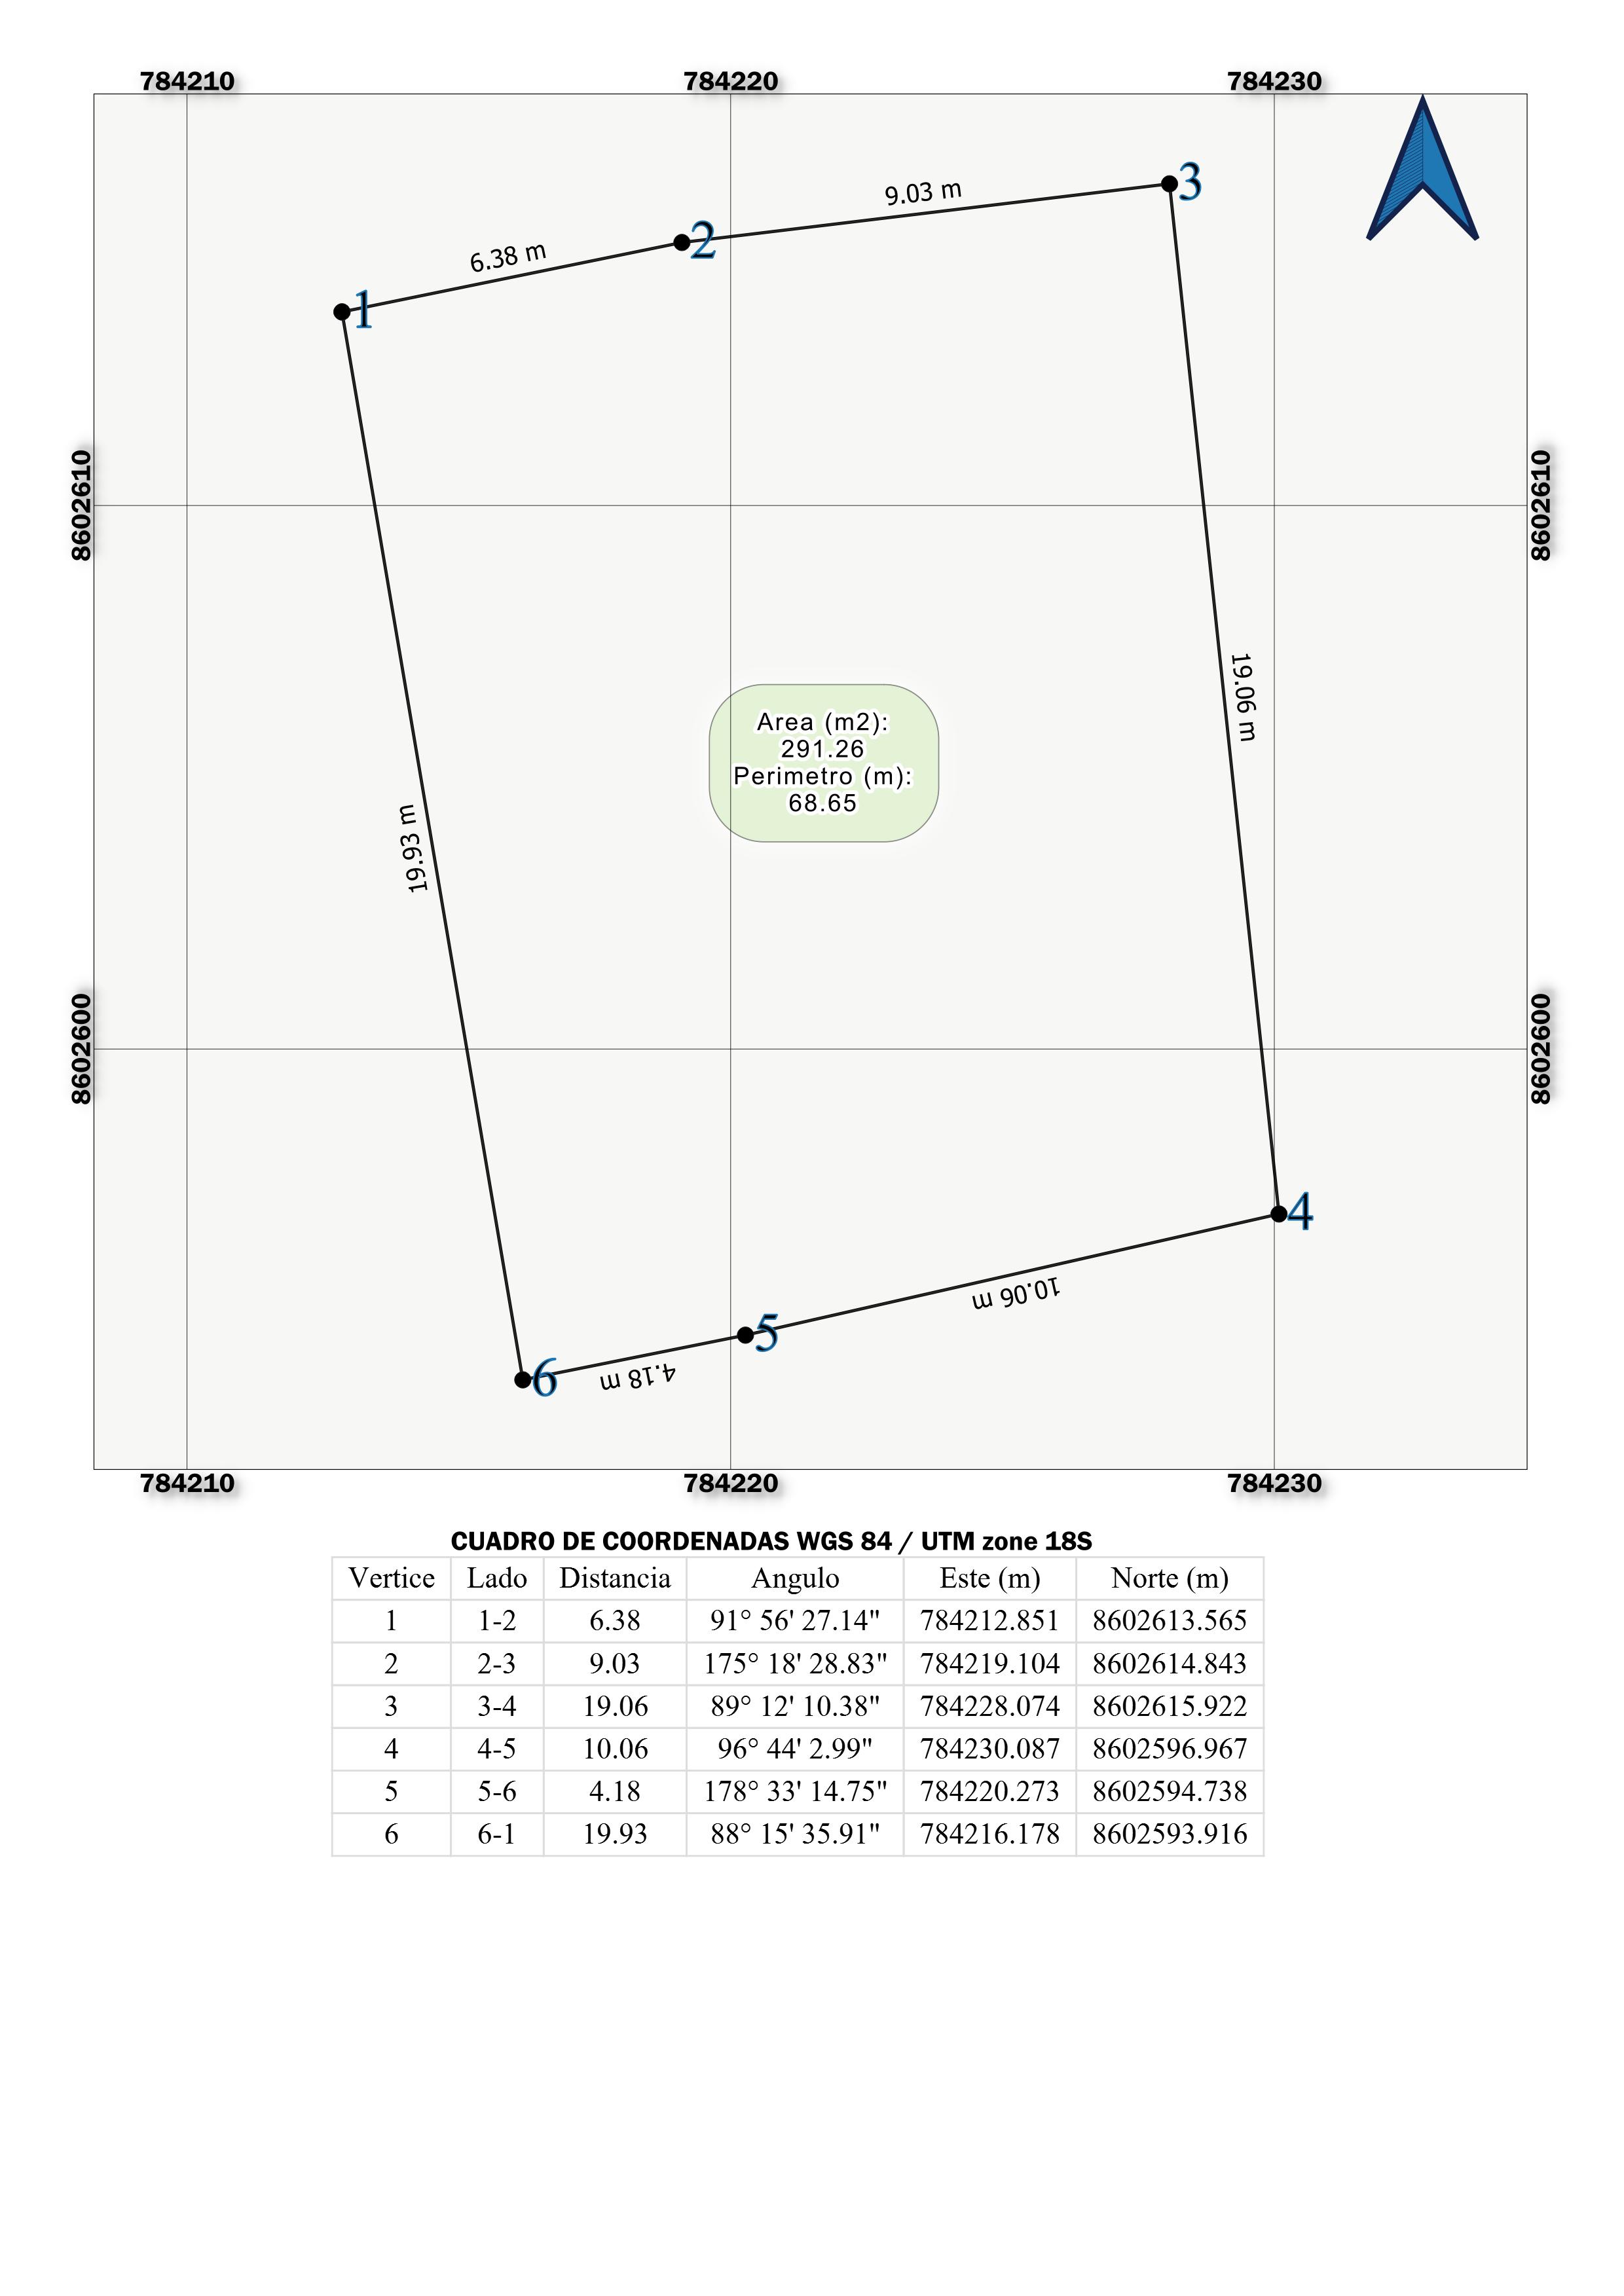 784210 784220 784230
3
9.03 m
2
6.38 m
1
8602610 8602610
19.06 m
Area (m2):
291.26
Perimetro (m):
68.65
19.93 m
8602600 8602600
4
10.06 m
5
4.18 m
6
784210 784220 784230
CUADRO DE COORDENADAS WGS 84 / UTM zone 18S
Vertice Lado Distancia Angulo Este (m) Norte (m)
1 1-2 6.38 91° 56' 27.14" 784212.851 8602613.565
2 2-3 9.03 175° 18' 28.83" 784219.104 8602614.843
3 3-4 19.06 89° 12' 10.38" 784228.074 8602615.922
4 4-5 10.06 96° 44' 2.99" 784230.087 8602596.967
5 5-6 4.18 178° 33' 14.75" 784220.273 8602594.738
6 6-1 19.93 88° 15' 35.91" 784216.178 8602593.916